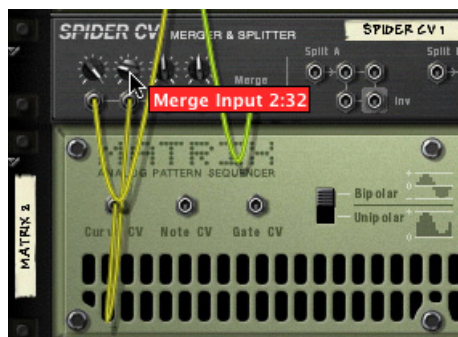 SPIDER CV MERGER & SPLITTER
SPIDER CV 1
Split A
Split B
Merge
Merge Input 2:32
Inv
MATRIX
ANALOG PATTERN SEQUENCER
Bipolar
Unipolar
Curve CV
Note CV
Gate CV
MATRIX 2